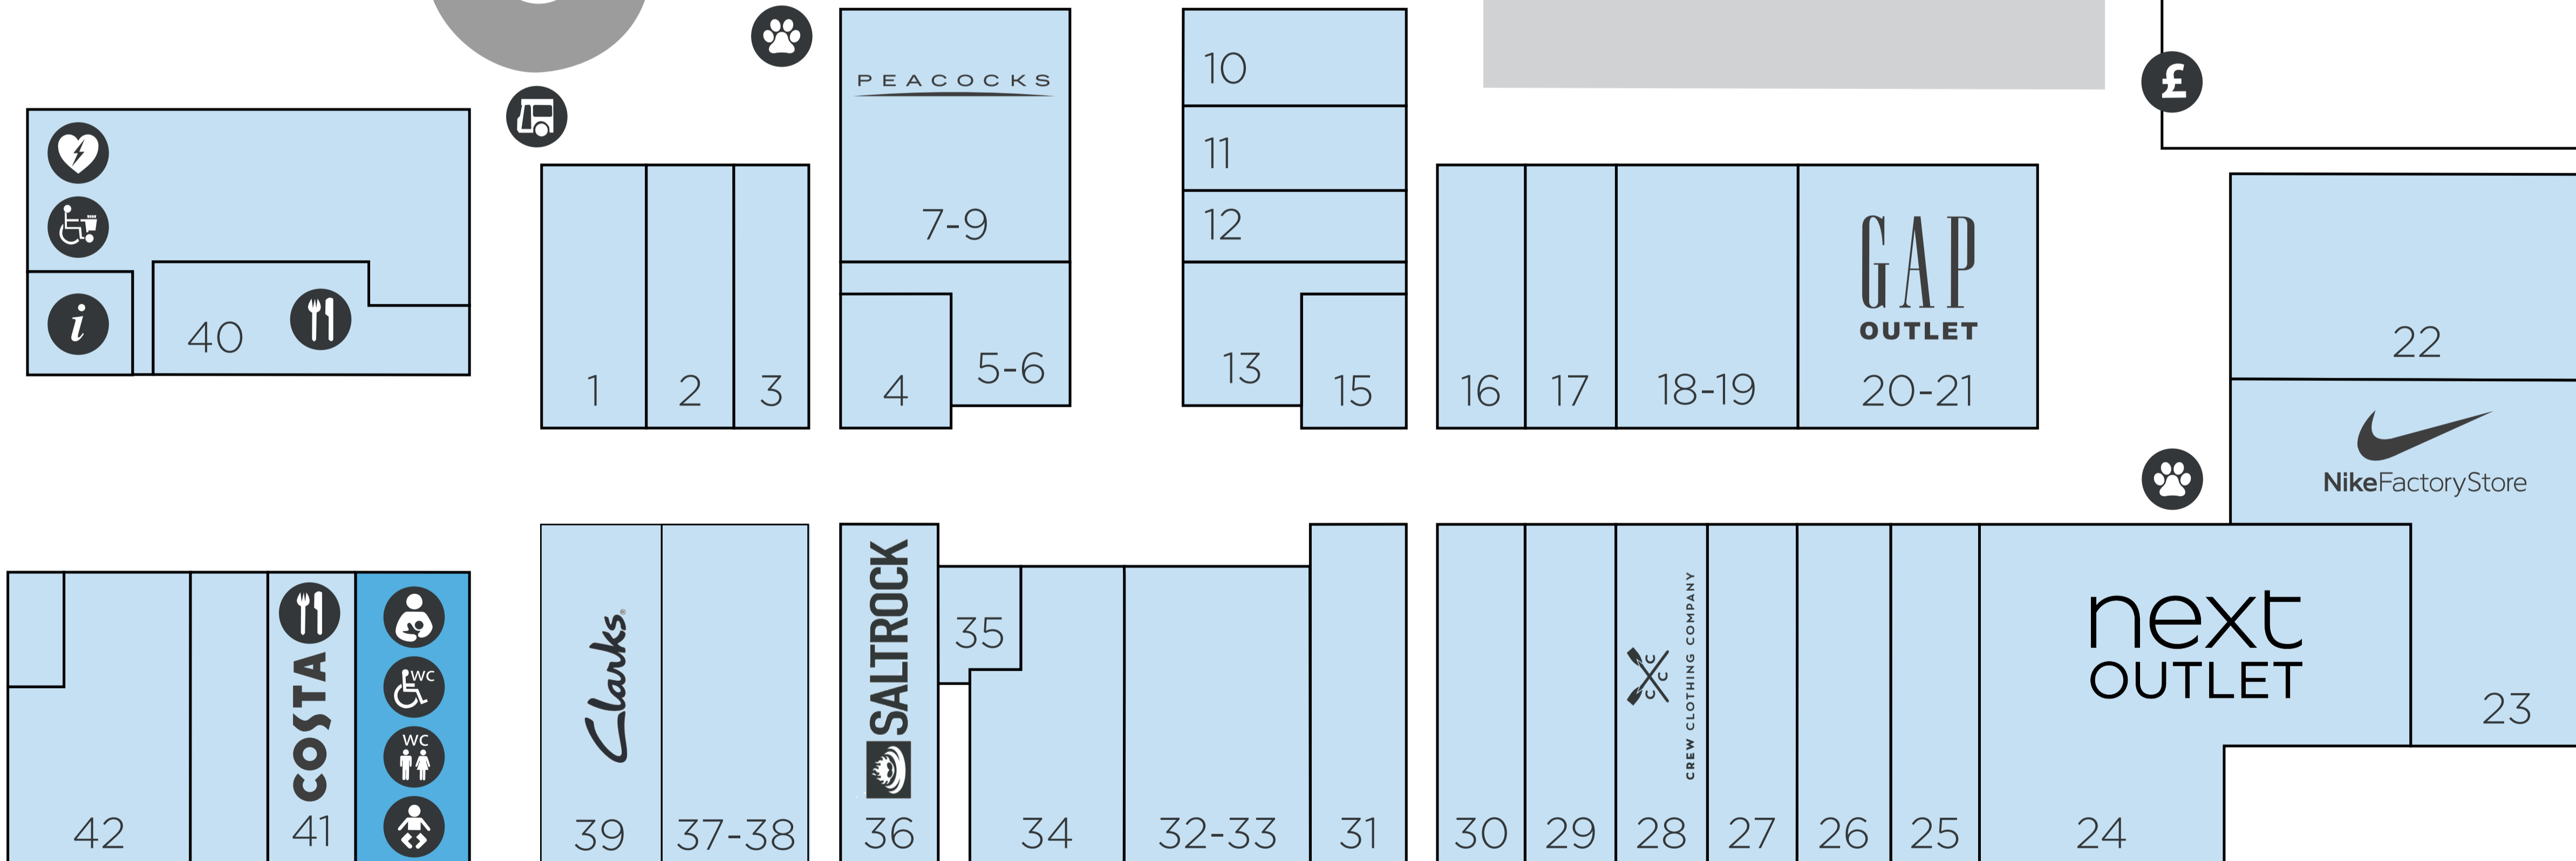 PEACOCKS
7-9
10
11
12
£
i
40
1
2
3
4
5-6
13
15
16
17
18-19
GAP
OUTLET
20-21
22
NikeFactoryStore
23
42
COSTA
41
WC
WC
Clarks®
39
37-38
SALTROCK
36
35
34
32-33
31
30
29
C C C
CREW CLOTHING COMPANY
28
27
26
25
next
OUTLET
24